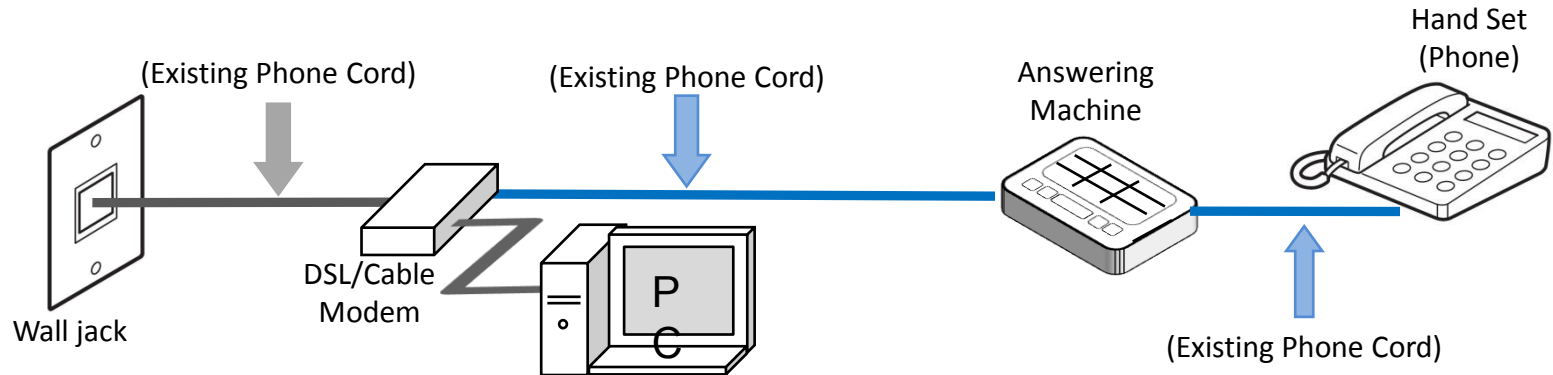 Hand Set
(Phone)
(Existing Phone Cord)
(Existing Phone Cord)
Answering
Machine
DSL/Cable
Modem
P
C
Wall jack
(Existing Phone Cord)